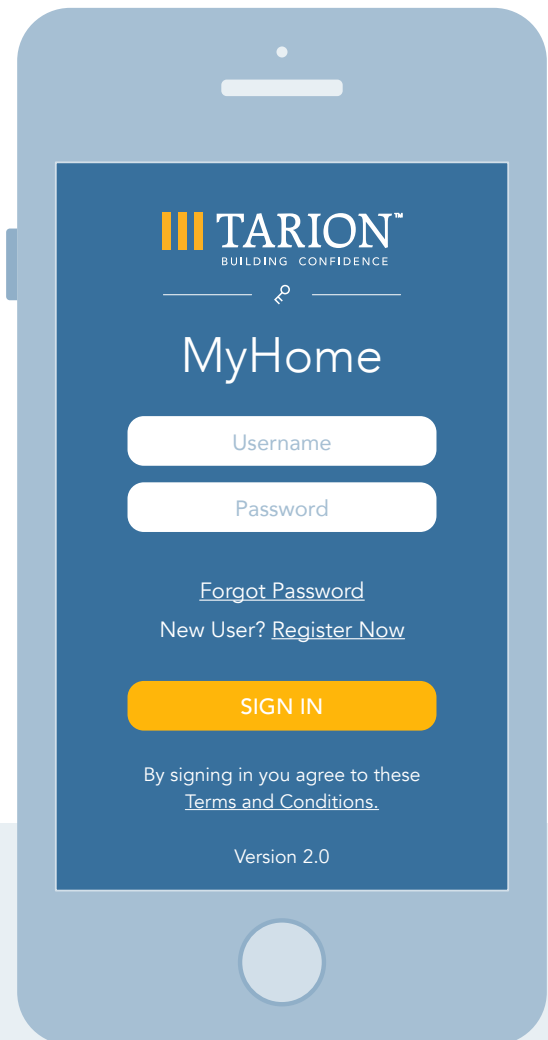 TARION™
BUILDING CONFIDENCE
MyHome
Username
Password
Forgot Password
New User? Register Now
SIGN IN
By signing in you agree to these
Terms and Conditions.
Version 2.0